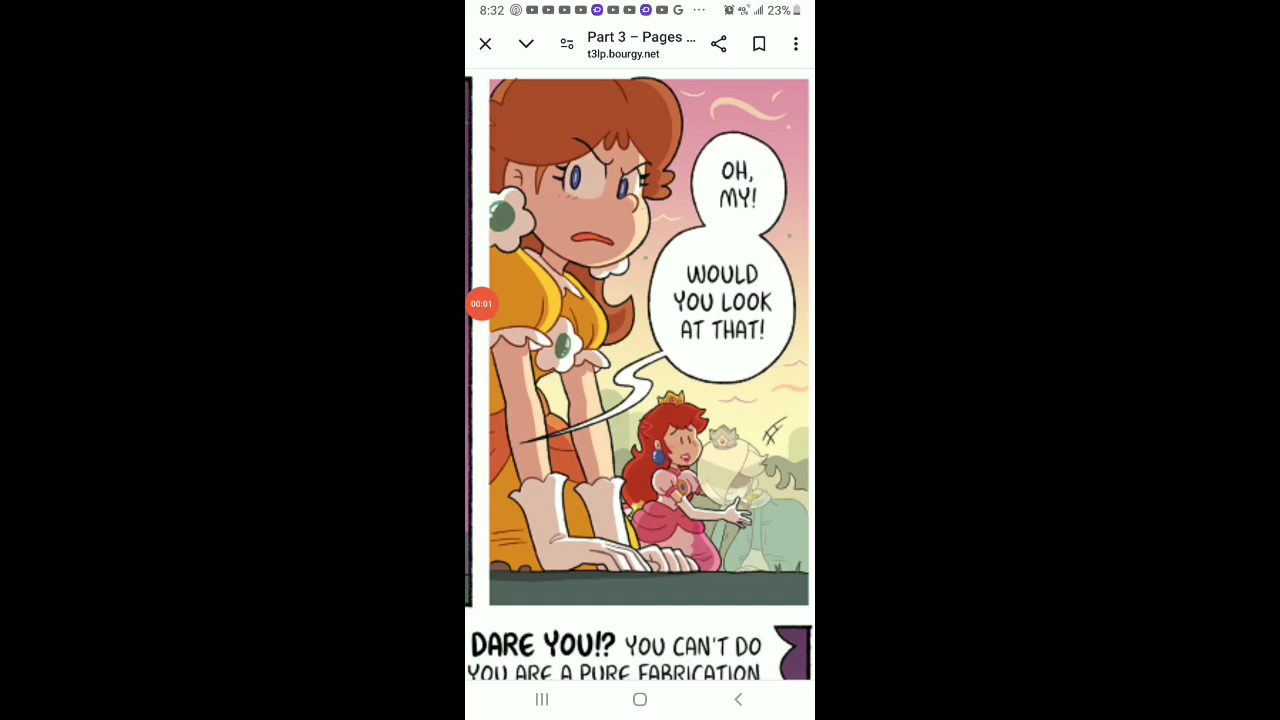 8:32
4G
23%
Part 3 – Pages ...
t3lp.bourgy.net
OH,
MY!
WOULD
YOU LOOK
AT THAT!
00:01
DARE YOU!? YOU CAN'T DO
YOU ARE A PURE FABRICATION